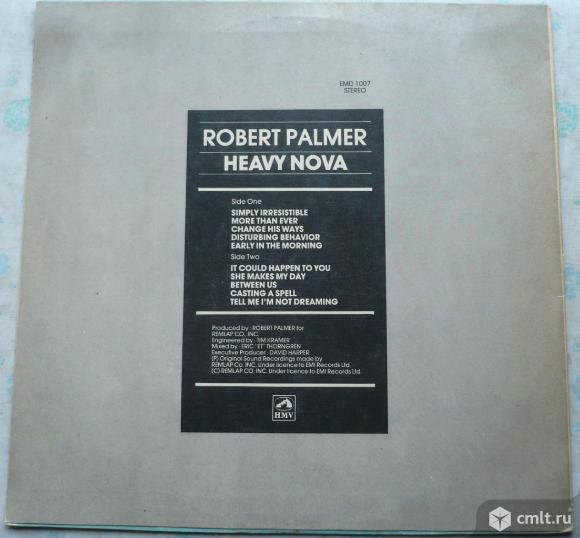 EMD 1007
STEREO
ROBERT PALMER
HEAVY NOVA
Side One
SIMPLY IRRESISTIBLE
MORE THAN EVER
CHANGE HIS WAYS
DISTURBING BEHAVIOR
EARLY IN THE MORNING
Side Two
IT COULD HAPPEN TO YOU
SHE MAKES MY DAY
BETWEEN US
CASTING A SPELL
TELL ME I'M NOT DREAMING
Produced by : ROBERT PALMER for
REMLAP CO., INC.
Engineered by : TIM KRAMER
Mixed by : ERIC "ET" THORNGREN
Executive Producer : DAVID HARPER
(P) Original Sound Recordings made by
REMLAP Co. INC. Under licence to EMI Records Ltd.
(C) REMLAP CO. INC. Under licence to EMI Records Ltd.
HMV
cmlt.ru